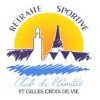 RETRAITE SPORTIVE
Club de l'Amitié
ST GILLES CROIX DE VIE